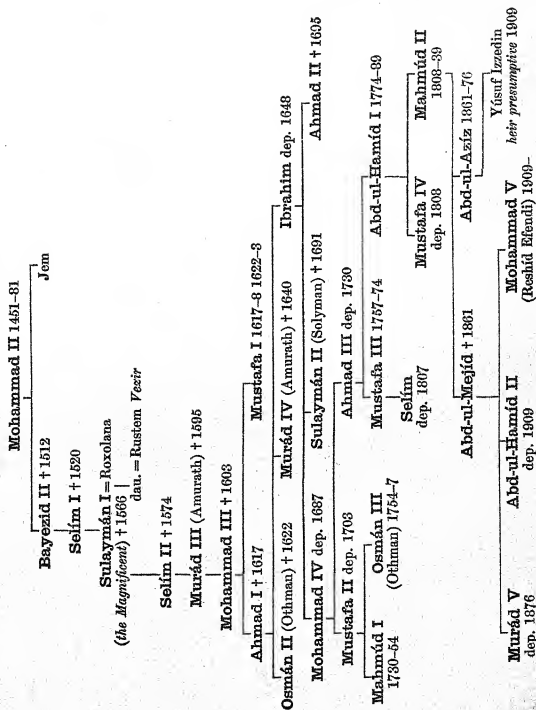 Mohammad II 1451-81
Bayezid II † 1512
Jem
Selím I † 1520
Sulaymán I = Roxolana
(the Magnificent) † 1566
dau. = Rustem Vezir
Selím II † 1574
Murád III (Amurath) † 1595
Mohammad III † 1603
Ahmad I † 1617
Mustafa I 1617-8 1622-3
Osmán II (Othman) † 1622
Murád IV (Amurath) † 1640
Ibrahim dep. 1648
Mohammad IV dep. 1687
Sulaymán II (Solyman) † 1691
Ahmad II † 1695
Mustafa II dep. 1703
Ahmad III dep. 1730
Mahmúd I
1730-54
Osmán III
(Othman) 1754-7
Mustafa III 1757-74
Abd-ul-Hamíd I 1774-89
Selím
dep. 1807
Mustafa IV
dep. 1808
Mahmúd II
1808-39
Abd-ul-Mejíd † 1861
Abd-ul-Azíz 1861-76
Murád V
dep. 1876
Abd-ul-Hamíd II
dep. 1909
Mohammad V
(Reshíd Efendi) 1909-
Yúsuf Izzedin
heir presumptive 1909